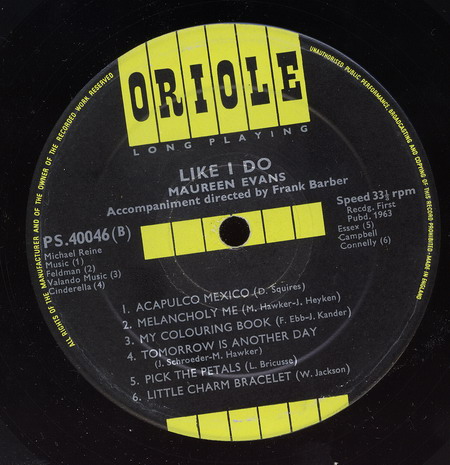 ORIOLE
LONG PLAYING
LIKE I DO
MAUREEN EVANS
Accompaniment directed by Frank Barber
PS.40046 (B)
Michael Reine
Music (1)
Feldman (2)
Valando Music (3)
Cinderella (4)
Speed 33⅓ rpm
Recdg. First
Pubd. 1963
Essex (5)
Campbell
Connelly (6)
1. ACAPULCO MEXICO (D. Squires)
2. MELANCHOLY ME (M. Hawker-J. Heyken)
3. MY COLOURING BOOK (F. Ebb-J. Kander)
4. TOMORROW IS ANOTHER DAY
(J. Schroeder-M. Hawker)
5. PICK THE PETALS (L. Bricusse)
6. LITTLE CHARM BRACELET (W. Jackson)
ALL RIGHTS OF THE MANUFACTURER AND OF THE OWNER OF THE RECORDED WORK RESERVED
UNAUTHORISED PUBLIC PERFORMANCE, BROADCASTING AND COPYING OF THIS RECORD PROHIBITED-MADE IN ENGLAND